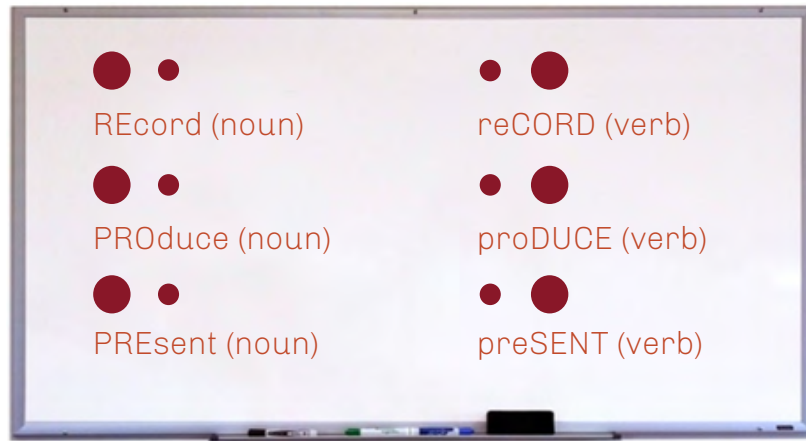 REcord (noun) reCORD (verb)
PROduce (noun) proDUCE (verb)
PREsent (noun) preSENT (verb)